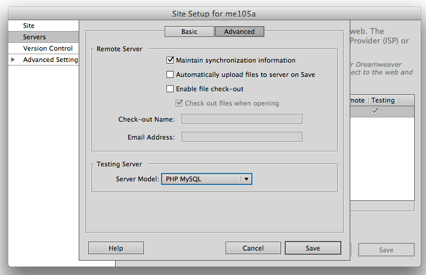 Site Setup for me105a
Site
Servers
Version Control
Advanced Setting
Basic
Advanced
Remote Server
Maintain synchronization information
Automatically upload files to server on Save
Enable file check-out
Check out files when opening
Check-out Name:
Email Address:
Testing Server
Server Model: PHP MySQL
Help
Cancel
Save
web. The
Provider (ISP) or
r Dreamweaver
ect to the web and
mote
Testing
Save